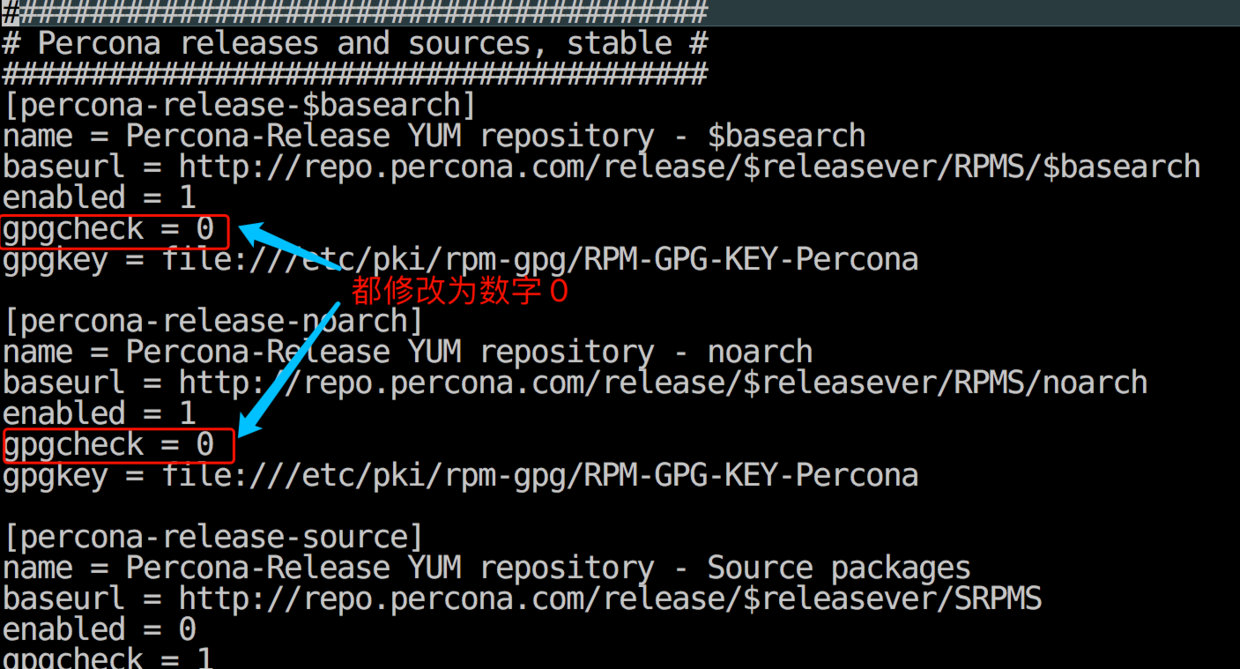 ########################################
# Percona releases and sources, stable #
########################################
[percona-release-$basearch]
name = Percona-Release YUM repository - $basearch
baseurl = http://repo.percona.com/release/$releasever/RPMS/$basearch
enabled = 1
gpgcheck = 0
gpgkey = file:///etc/pki/rpm-gpg/RPM-GPG-KEY-Percona
都修改为数字0
[percona-release-noarch]
name = Percona-Release YUM repository - noarch
baseurl = http://repo.percona.com/release/$releasever/RPMS/noarch
enabled = 1
gpgcheck = 0
gpgkey = file:///etc/pki/rpm-gpg/RPM-GPG-KEY-Percona
[percona-release-source]
name = Percona-Release YUM repository - Source packages
baseurl = http://repo.percona.com/release/$releasever/SRPMS
enabled = 0
gpgcheck = 1